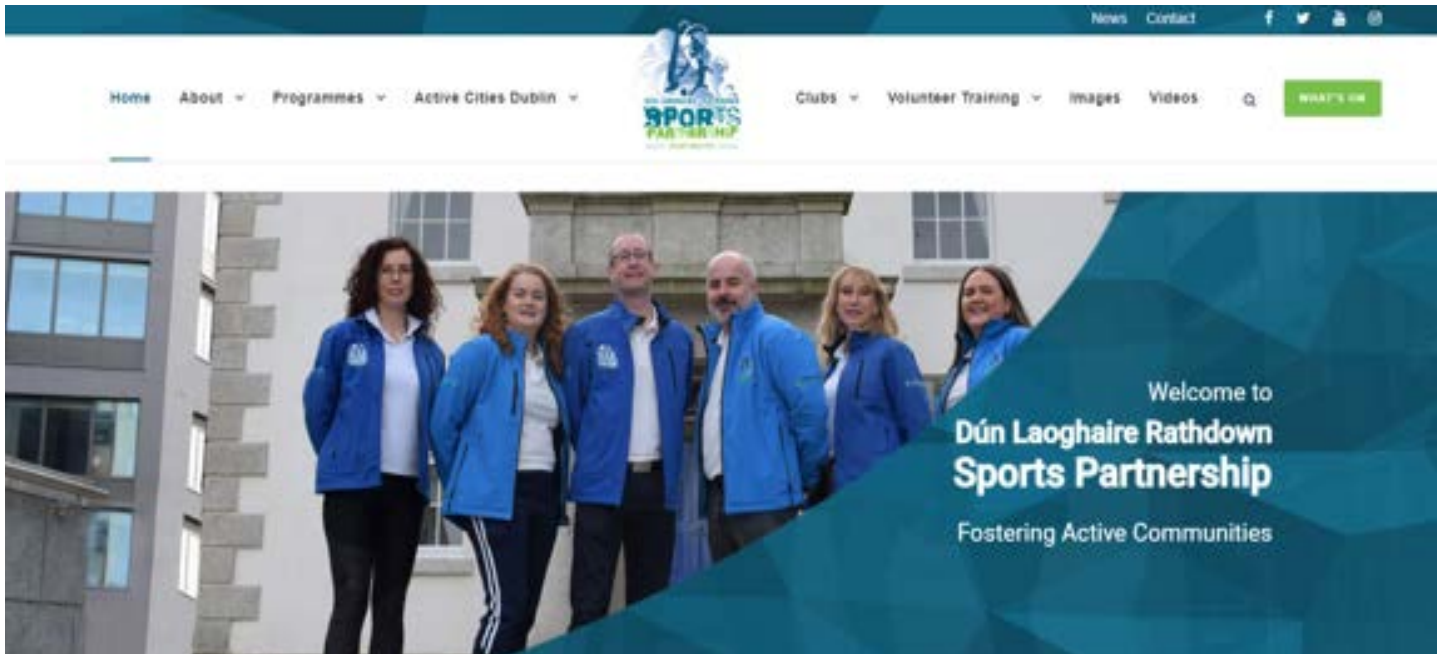 News Contact
Home About Programmes Active Cities Dublin
SPORTS
PARTNERSHIP
Clubs Volunteer Training Images Videos
WHAT'S ON
Welcome to
Dún Laoghaire Rathdown
Sports Partnership
Fostering Active Communities